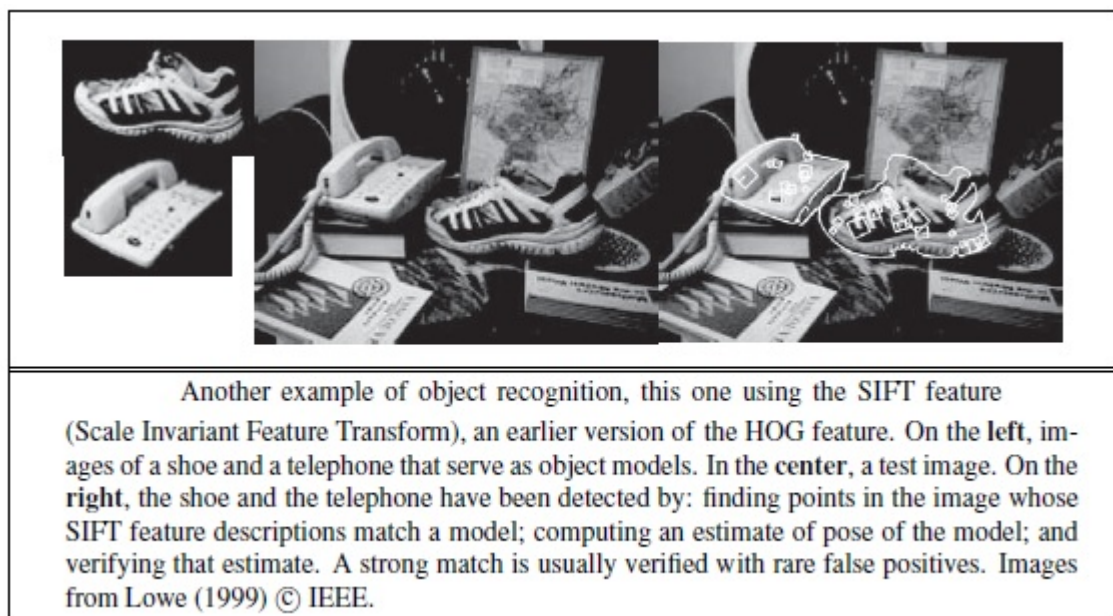 Another example of object recognition, this one using the SIFT feature
(Scale Invariant Feature Transform), an earlier version of the HOG feature. On the left, im-
ages of a shoe and a telephone that serve as object models. In the center, a test image. On the
right, the shoe and the telephone have been detected by: finding points in the image whose
SIFT feature descriptions match a model; computing an estimate of pose of the model; and
verifying that estimate. A strong match is usually verified with rare false positives. Images
from Lowe (1999) © IEEE.